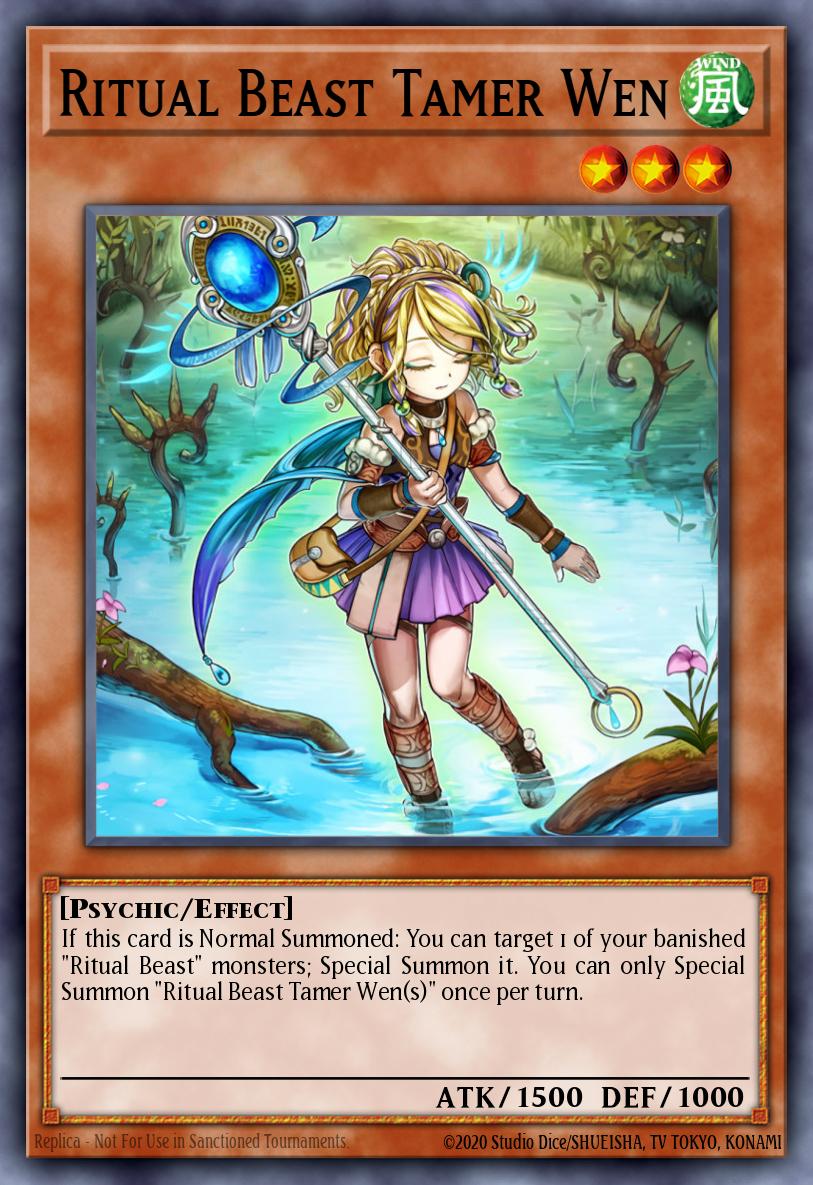 Ritual Beast Tamer Wen
WIND
風
[Psychic/Effect]
If this card is Normal Summoned: You can target 1 of your banished
"Ritual Beast" monsters; Special Summon it. You can only Special
Summon "Ritual Beast Tamer Wen(s)" once per turn.
ATK/1500 DEF/1000
Replica - Not For Use in Sanctioned Tournaments.
©2020 Studio Dice/SHUEISHA, TV TOKYO, KONAMI